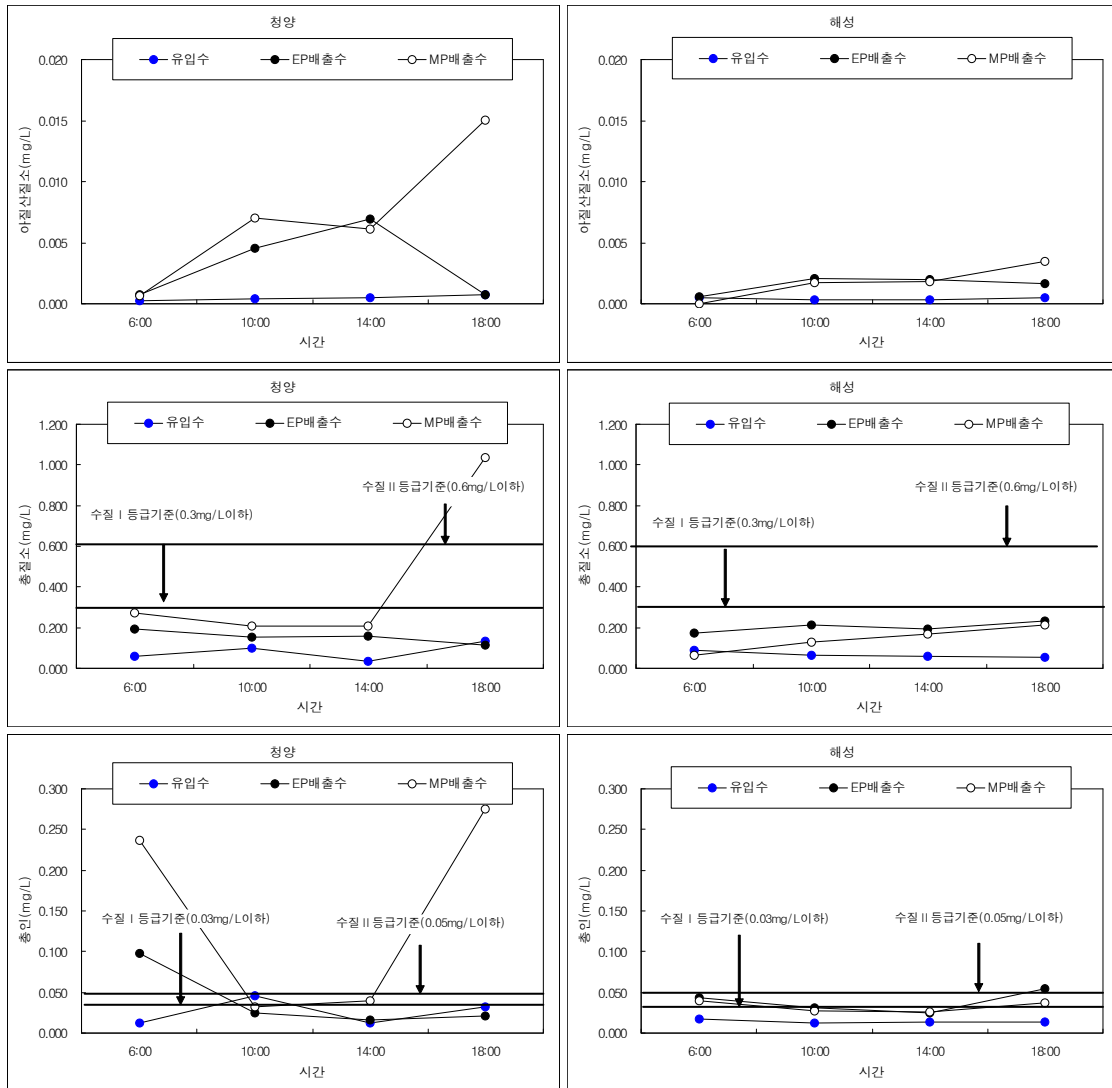 청양
유입수 EP배출수 MP배출수
아질산질소(mg/L)
0.020
0.015
0.010
0.005
0.000
6:00 10:00 14:00 18:00
시간
해성
유입수 EP배출수 MP배출수
아질산질소(mg/L)
0.020
0.015
0.010
0.005
0.000
6:00 10:00 14:00 18:00
시간
청양
유입수 EP배출수 MP배출수
총질소(mg/L)
1.200
1.000
0.800
0.600
0.400
0.200
0.000
수질Ⅱ등급기준(0.6mg/L이하)
수질Ⅰ등급기준(0.3mg/L이하)
6:00 10:00 14:00 18:00
시간
해성
유입수 EP배출수 MP배출수
총질소(mg/L)
1.200
1.000
0.800
0.600
0.400
0.200
0.000
수질Ⅱ등급기준(0.6mg/L이하)
수질Ⅰ등급기준(0.3mg/L이하)
6:00 10:00 14:00 18:00
시간
청양
유입수 EP배출수 MP배출수
총인(mg/L)
0.300
0.250
0.200
0.150
0.100
0.050
0.000
수질Ⅰ등급기준(0.03mg/L이하)
수질Ⅱ등급기준(0.05mg/L이하)
6:00 10:00 14:00 18:00
시간
해성
유입수 EP배출수 MP배출수
총인(mg/L)
0.300
0.250
0.200
0.150
0.100
0.050
0.000
수질Ⅰ등급기준(0.03mg/L이하)
수질Ⅱ등급기준(0.05mg/L이하)
6:00 10:00 14:00 18:00
시간